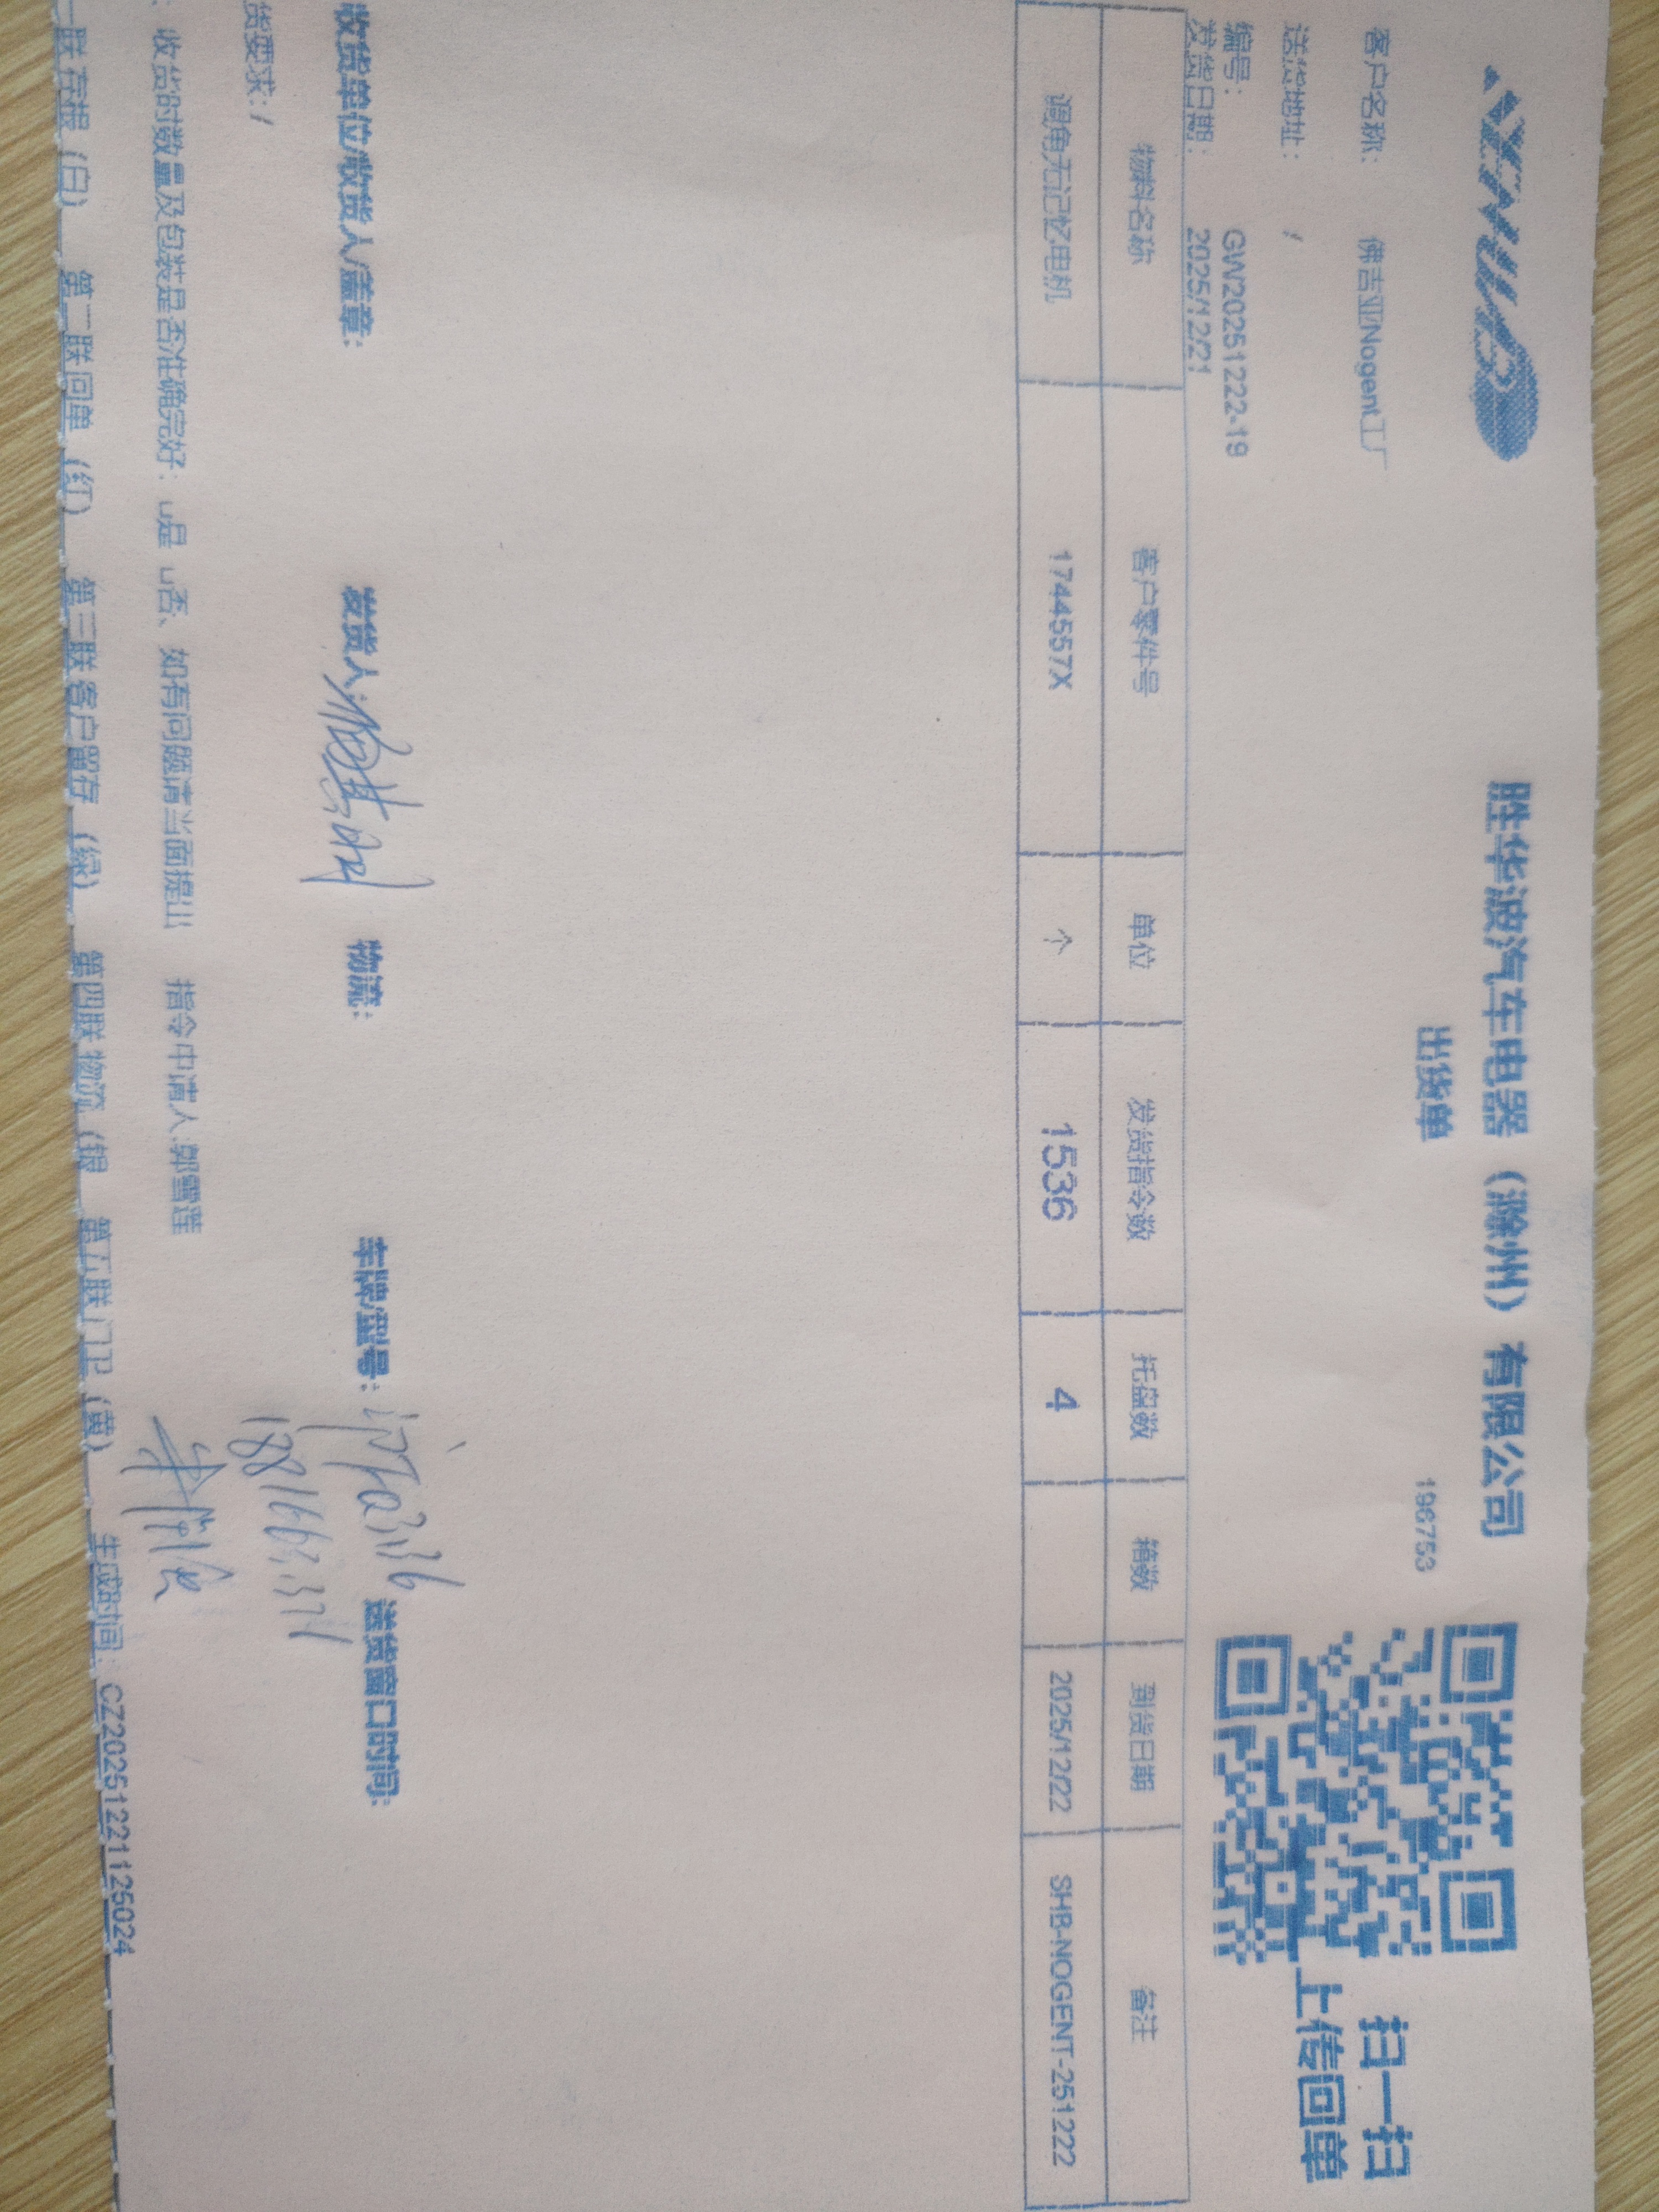 SHB
胜华波汽车电器（滁州）有限公司
出货单
196753
扫一扫
上传回单
客户名称： 佛吉亚Nogent工厂
送货地址： /
编号： GW20251222-19
发货日期： 2025/12/21
物料名称 客户零件号 单位 发货指令数 托盘数 箱数 到货日期 备注
调角无记忆电机 1744557X 个 1536 4 2025/12/22 SHB-NOGENT-251222
收货单位/收货人/盖章： 发货人： 物流： 车牌型号： 送货窗口时间：
货要求：/
：收货时数量及包装是否准确完好： 是 否、如有问题请当面提出 指令申请人:郭雪莲
一联存根（白） 第二联回单（红） 第三联客户留存（绿） 第四联物流（银 第五联门卫（黄） 生成时间：CZ20251221125024